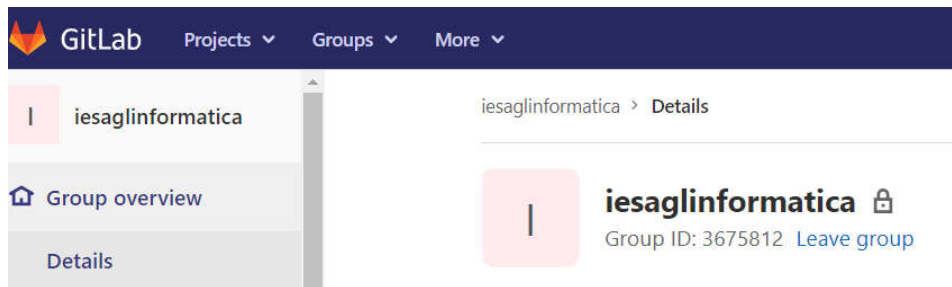 GitLab Projects Groups More
I iesaglinformatica
Group overview
Details
iesaglinformatica > Details
I iesaglinformatica
Group ID: 3675812 Leave group